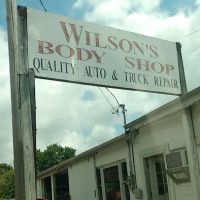 WILSON'S
BODY SHOP
QUALITY AUTO & TRUCK REPAIR